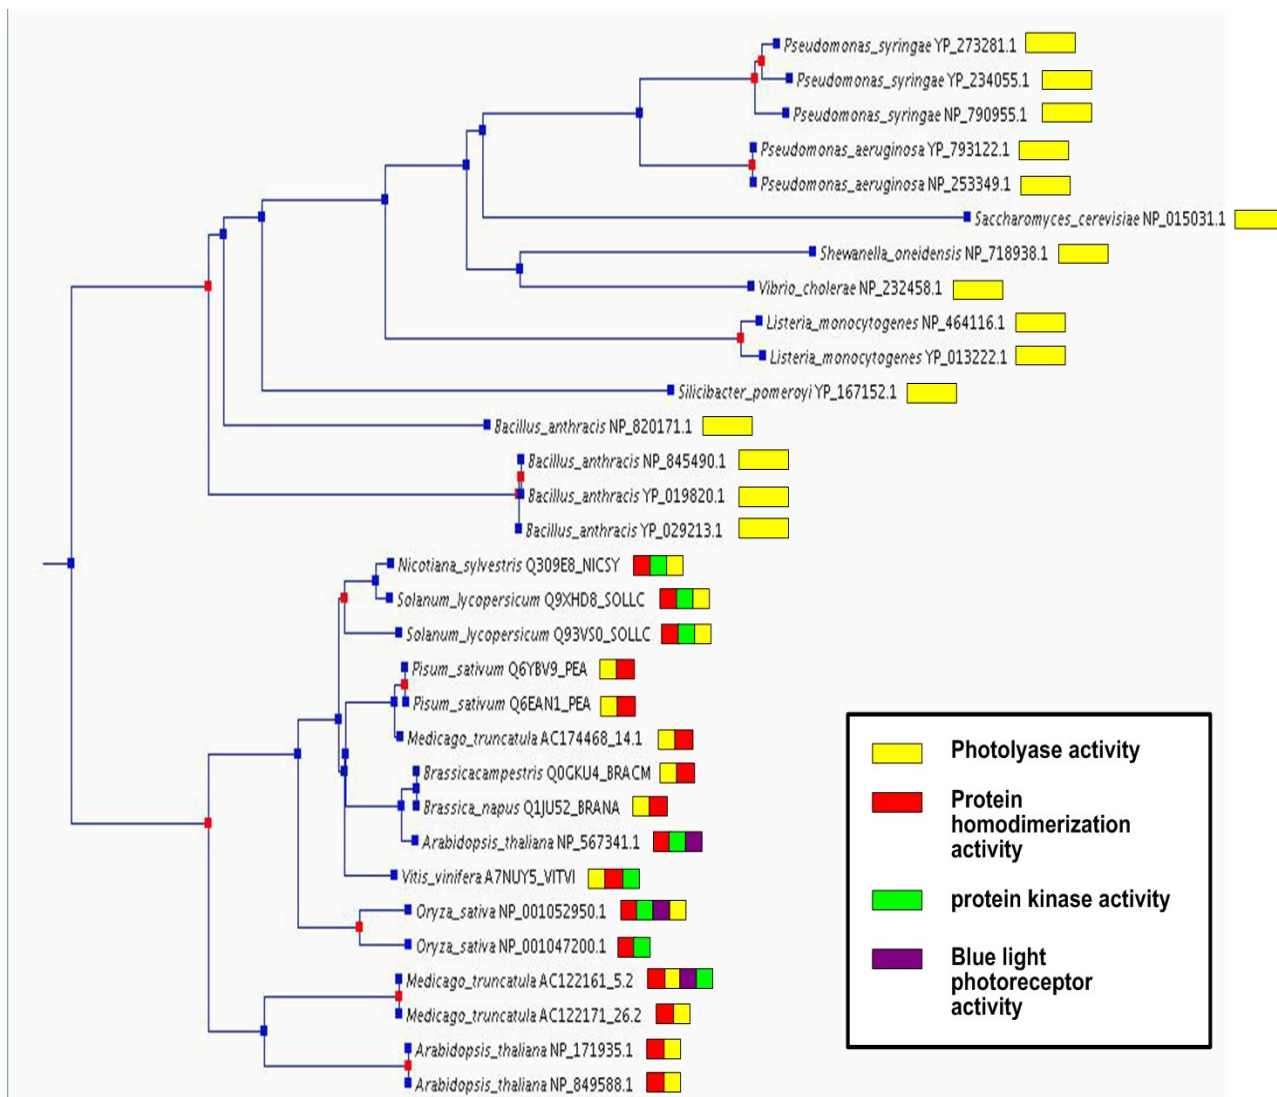 Pseudomonas_syringae YP_273281.1
Pseudomonas_syringae YP_234055.1
Pseudomonas_syringae NP_790955.1
Pseudomonas_aeruginosa YP_793122.1
Pseudomonas_aeruginosa NP_253349.1
Saccharomyces_cerevisiae NP_015031.1
Shewanella_oneidensis NP_718938.1
Vibrio_cholerae NP_232458.1
Listeria_monocytogenes NP_464116.1
Listeria_monocytogenes YP_013222.1
Silicibacter_pomeroyi YP_167152.1
Bacillus_anthracis NP_820171.1
Bacillus_anthracis NP_845490.1
Bacillus_anthracis YP_019820.1
Bacillus_anthracis YP_029213.1
Nicotiana_sylvestris Q309E8_NICSY
Solanum_lycopersicum Q9XHD8_SOLLC
Solanum_lycopersicum Q93VS0_SOLLC
Pisum_sativum Q6YBV9_PEA
Pisum_sativum Q6EAN1_PEA
Medicago_truncatula AC174468_14.1
Brassicacampestris Q0GKU4_BRACM
Brassica_napus Q1JU52_BRANA
Arabidopsis_thaliana NP_567341.1
Vitis_vinifera A7NUY5_VITVI
Oryza_sativa NP_001052950.1
Oryza_sativa NP_001047200.1
Medicago_truncatula AC122161_5.2
Medicago_truncatula AC122171_26.2
Arabidopsis_thaliana NP_171935.1
Arabidopsis_thaliana NP_849588.1
Photolyase activity
Protein
homodimerization
activity
protein kinase activity
Blue light
photoreceptor
activity